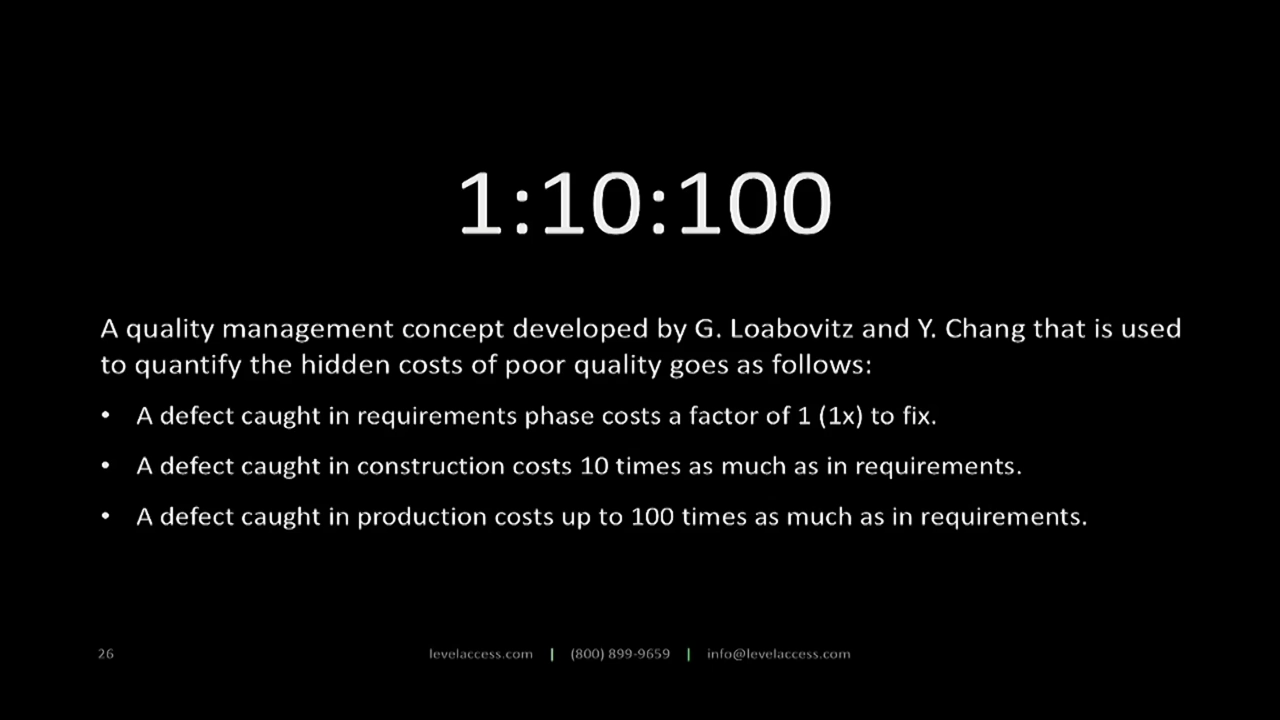 1:10:100
A quality management concept developed by G. Loabovitz and Y. Chang that is used
to quantify the hidden costs of poor quality goes as follows:
• A defect caught in requirements phase costs a factor of 1 (1x) to fix.
• A defect caught in construction costs 10 times as much as in requirements.
• A defect caught in production costs up to 100 times as much as in requirements.
26 levelaccess.com | (800) 899-9659 | info@levelaccess.com